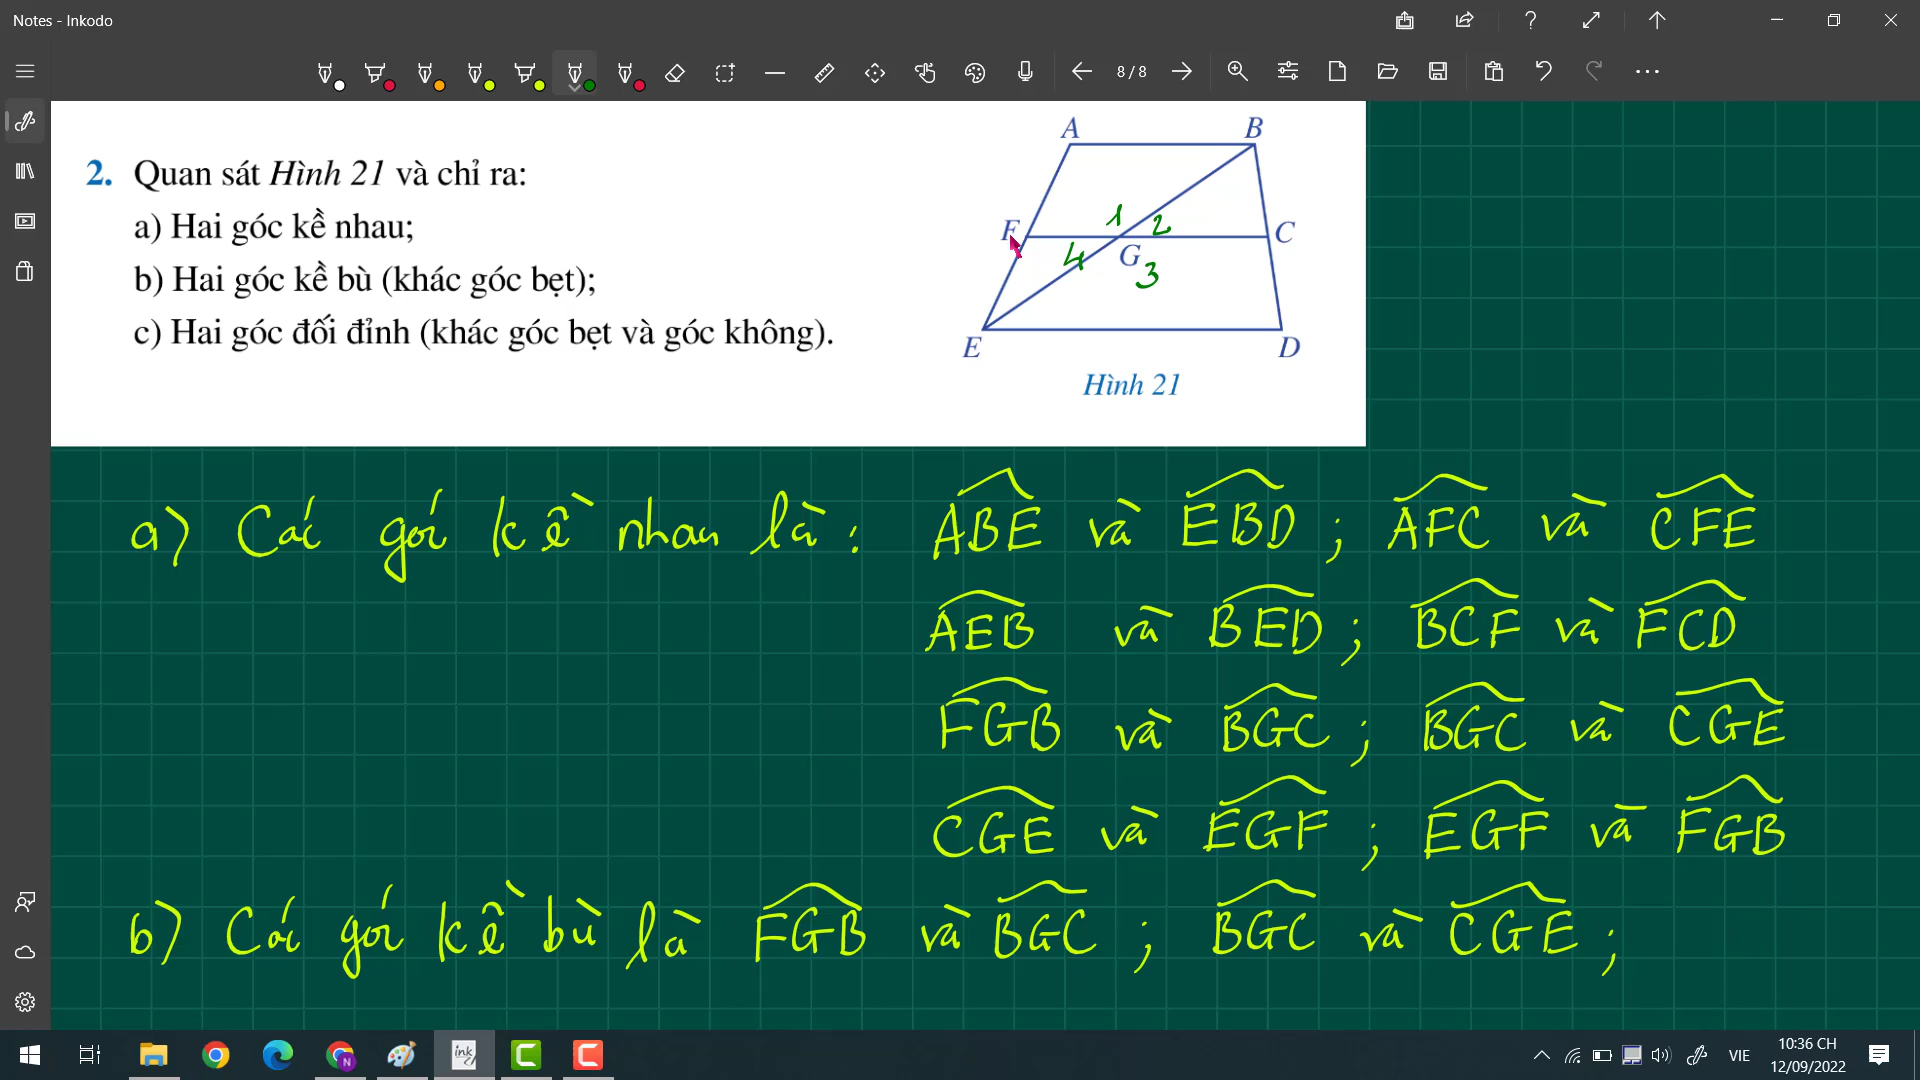 Notes - Inkodo
8 / 8
2. Quan sát Hình 21 và chỉ ra:
a) Hai góc kề nhau;
b) Hai góc kề bù (khác góc bẹt);
c) Hai góc đối đỉnh (khác góc bẹt và góc không).
A B
F 1 2 C
4 G 3
E D
Hình 21
a) Các góc kề nhau là: ABE và EBD ; AFC và CFE
AEB và BED ; BCF và FCD
FGB và BGC ; BGC và CGE
CGE và EGF ; EGF và FGB
b) Các góc kề bù là FGB và BGC ; BGC và CGE ;
ink
VIE
10:36 CH
12/09/2022